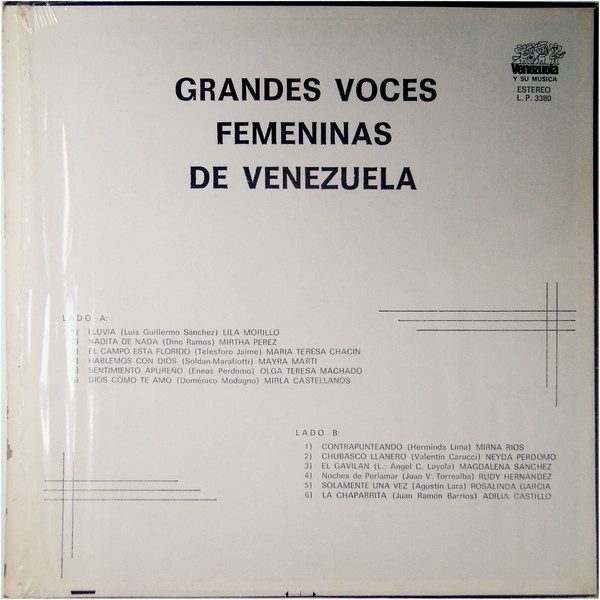 Venezuela
Y SU MUSICA
ESTEREO
L. P. 3380
GRANDES VOCES
FEMENINAS
DE VENEZUELA
LADO A:
LLUVIA (Luis Guillermo Sánchez) LILA MORILLO
NADITA DE NADA (Dino Ramos) MIRTHA PEREZ
EL CAMPO ESTA FLORIDO (Telésforo Jaime) MARIA TERESA CHACIN
HABLEMOS CON DIOS (Soldan-Marafiotti) MAYRA MARTI
SENTIMIENTO APUREÑO (Eneas Perdomo) OLGA TERESA MACHADO
DIOS COMO TE AMO (Doménico Modugno) MIRLA CASTELLANOS
LADO B:
1) CONTRAPUNTEANDO (Herminda Lima) MIRNA RIOS
2) CHUBASCO LLANERO (Valentín Carucci) NEYDA PERDOMO
3) EL GAVILAN (L.: Angel C. Loyola) MAGDALENA SANCHEZ
4) Noches de Porlamar (Juan V. Torrealba) RUDY HERNANDEZ
5) SOLAMENTE UNA VEZ (Agustín Lara) ROSALINDA GARCIA
6) LA CHAPARRITA (Juan Ramón Barrios) ADILIA CASTILLO